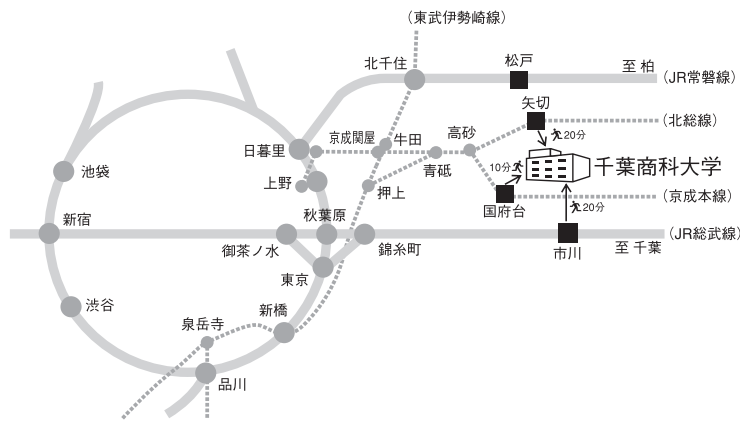 （東武伊勢崎線）
北千住
松戸
至 柏
（JR常磐線）
矢切
（北総線）
20分
日暮里
京成関屋
牛田
高砂
青砥
千葉商科大学
10分
池袋
上野
押上
国府台
（京成本線）
20分
新宿
秋葉原
御茶ノ水
錦糸町
市川
至 千葉
（JR総武線）
東京
渋谷
新橋
泉岳寺
品川